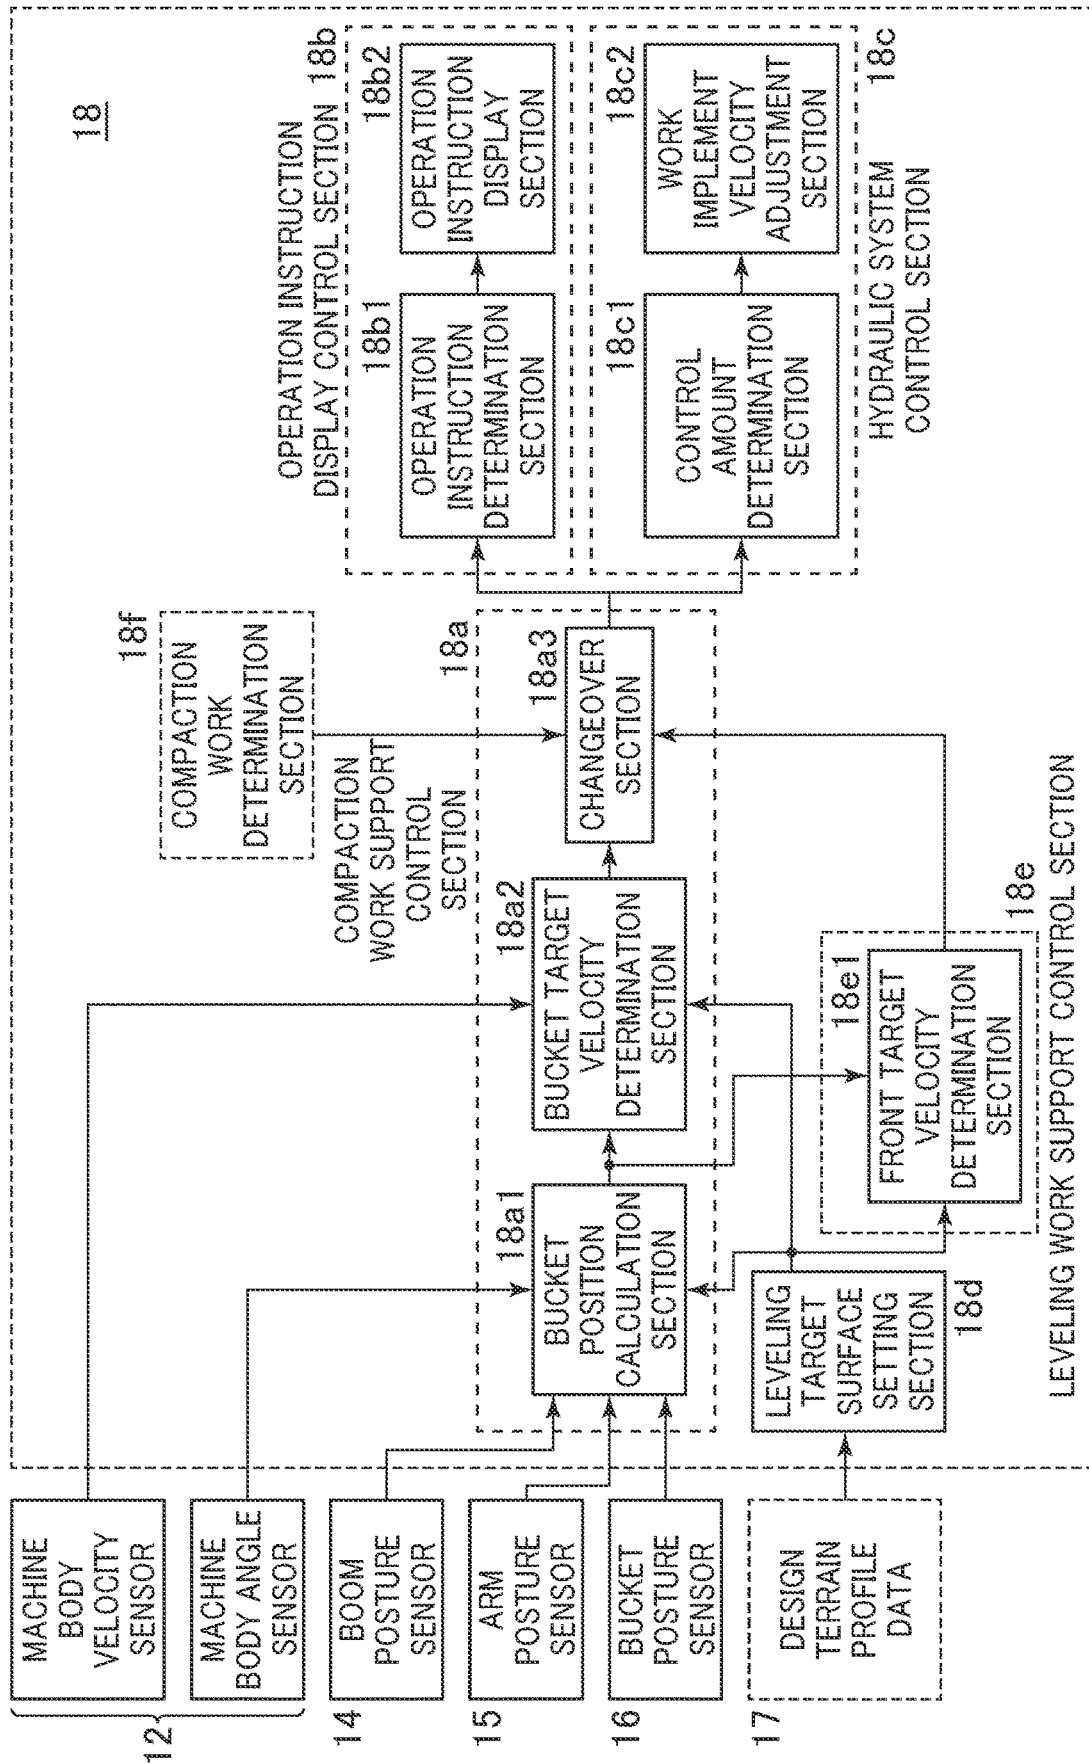 18
12
MACHINE
BODY
VELOCITY
SENSOR
MACHINE
BODY ANGLE
SENSOR
14
BOOM
POSTURE
SENSOR
15
ARM
POSTURE
SENSOR
16
BUCKET
POSTURE
SENSOR
17
DESIGN
TERRAIN
PROFILE
DATA
18f
COMPACTION
WORK
DETERMINATION
SECTION
COMPACTION
WORK SUPPORT
CONTROL
SECTION
18a
18a1
BUCKET
POSITION
CALCULATION
SECTION
18a2
BUCKET TARGET
VELOCITY
DETERMINATION
SECTION
18a3
CHANGEOVER
SECTION
LEVELING
TARGET
SURFACE
SETTING
SECTION
18d
18e1
FRONT TARGET
VELOCITY
DETERMINATION
SECTION
18e
LEVELING WORK SUPPORT CONTROL SECTION
OPERATION INSTRUCTION
DISPLAY CONTROL SECTION 18b
18b1
OPERATION
INSTRUCTION
DETERMINATION
SECTION
18b2
OPERATION
INSTRUCTION
DISPLAY
SECTION
18c1
CONTROL
AMOUNT
DETERMINATION
SECTION
18c2
WORK
IMPLEMENT
VELOCITY
ADJUSTMENT
SECTION
18c
HYDRAULIC SYSTEM
CONTROL SECTION